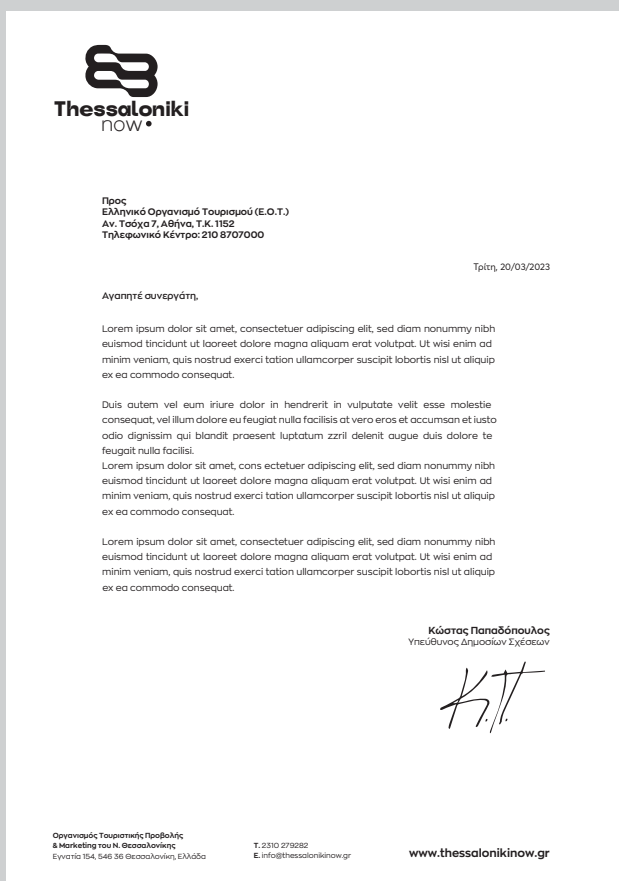 Thessaloniki
now
Προς
Ελληνικό Οργανισμό Τουρισμού (Ε.Ο.Τ.)
Αν. Τσόχα 7, Αθήνα, Τ.Κ. 1152
Τηλεφωνικό Κέντρο: 210 8707000
Τρίτη, 20/03/2023
Αγαπητέ συνεργάτη,
Lorem ipsum dolor sit amet, consectetuer adipiscing elit, sed diam nonummy nibh
euismod tincidunt ut laoreet dolore magna aliquam erat volutpat. Ut wisi enim ad
minim veniam, quis nostrud exerci tation ullamcorper suscipit lobortis nisl ut aliquip
ex ea commodo consequat.
Duis autem vel eum iriure dolor in hendrerit in vulputate velit esse molestie
consequat, vel illum dolore eu feugiat nulla facilisis at vero eros et accumsan et iusto
odio dignissim qui blandit praesent luptatum zzril delenit augue duis dolore te
feugait nulla facilisi.
Lorem ipsum dolor sit amet, cons ectetuer adipiscing elit, sed diam nonummy nibh
euismod tincidunt ut laoreet dolore magna aliquam erat volutpat. Ut wisi enim ad
minim veniam, quis nostrud exerci tation ullamcorper suscipit lobortis nisl ut aliquip
ex ea commodo consequat.
Lorem ipsum dolor sit amet, consectetuer adipiscing elit, sed diam nonummy nibh
euismod tincidunt ut laoreet dolore magna aliquam erat volutpat. Ut wisi enim ad
minim veniam, quis nostrud exerci tation ullamcorper suscipit lobortis nisl ut aliquip
ex ea commodo consequat.
Κώστας Παπαδόπουλος
Υπεύθυνος Δημοσίων Σχέσεων
Κ.Π.
Οργανισμός Τουριστικής Προβολής
& Marketing του Ν. Θεσσαλονίκης
Εγνατία 154, 546 36 Θεσσαλονίκη, Ελλάδα
T. 2310 279282
E. info@thessalonikinow.gr
www.thessalonikinow.gr